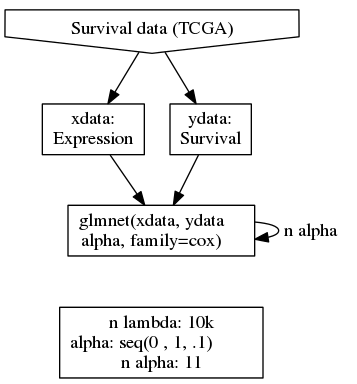 Survival data (TCGA)
xdata:
Expression
ydata:
Survival
glmnet(xdata, ydata
alpha, family=cox)
n alpha
n lambda: 10k
alpha: seq(0 , 1, .1)
n alpha: 11